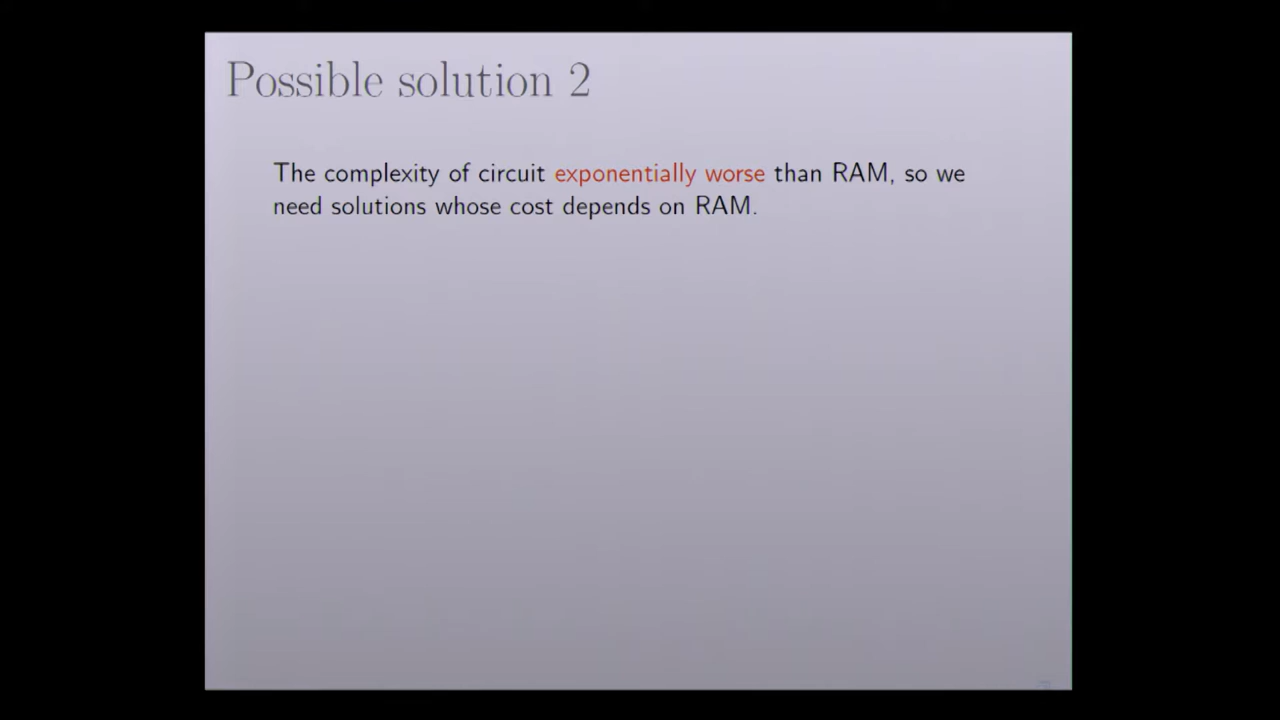 Possible solution 2
The complexity of circuit exponentially worse than RAM, so we
need solutions whose cost depends on RAM.